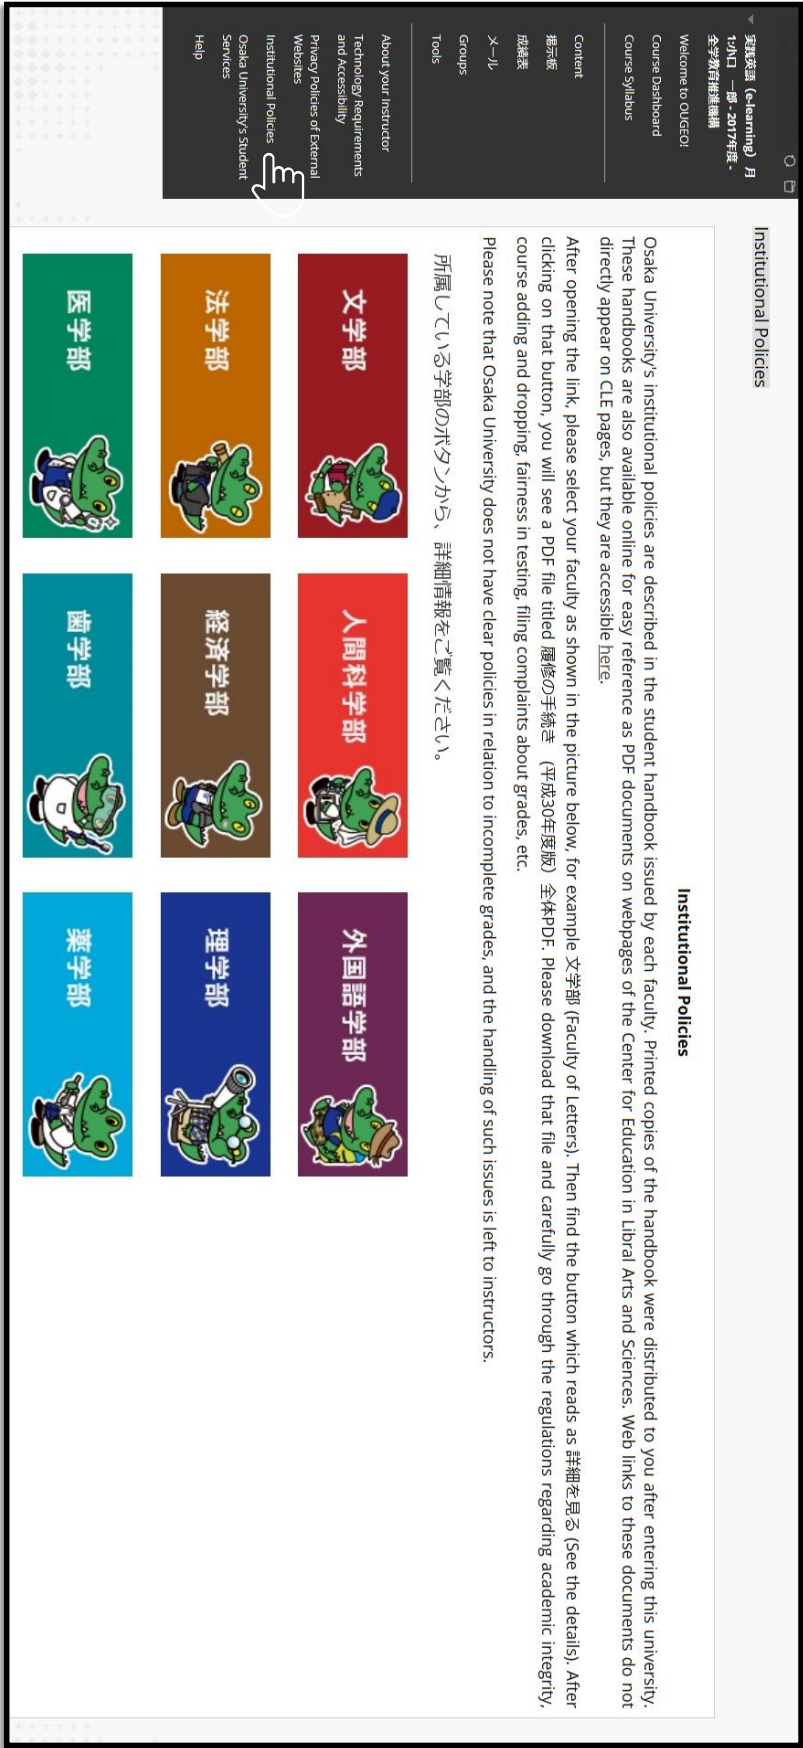 実践英語（e-learning）月
1:小口　一郎 - 2017年度 -
全学教育推進機構
Welcome to OUGEO!
Course Dashboard
Course Syllabus
Content
掲示板
成績表
メール
Groups
Tools
About your Instructor
Technology Requirements
and Accessibility
Privacy Policies of External
Websites
Institutional Policies
Osaka University's Student
Services
Help
Institutional Policies
Institutional Policies
Osaka University's institutional policies are described in the student handbook issued by each faculty. Printed copies of the handbook were distributed to you after entering this university.
These handbooks are also available online for easy reference as PDF documents on webpages of the Center for Education in Libral Arts and Sciences. Web links to these documents do not
directly appear on CLE pages, but they are accessible here.
After opening the link, please select your faculty as shown in the picture below, for example 文学部 (Faculty of Letters). Then find the button which reads as 詳細を見る (See the details). After
clicking on that button, you will see a PDF file titled 履修の手続き　(平成30年度版）全体PDF. Please download that file and carefully go through the regulations regarding academic integrity,
course adding and dropping, fairness in testing, filing complaints about grades, etc.
Please note that Osaka University does not have clear policies in relation to incomplete grades, and the handling of such issues is left to instructors.
所属している学部のボタンから、詳細情報をご覧ください。
文学部
人間科学部
外国語学部
法学部
経済学部
理学部
医学部
歯学部
薬学部